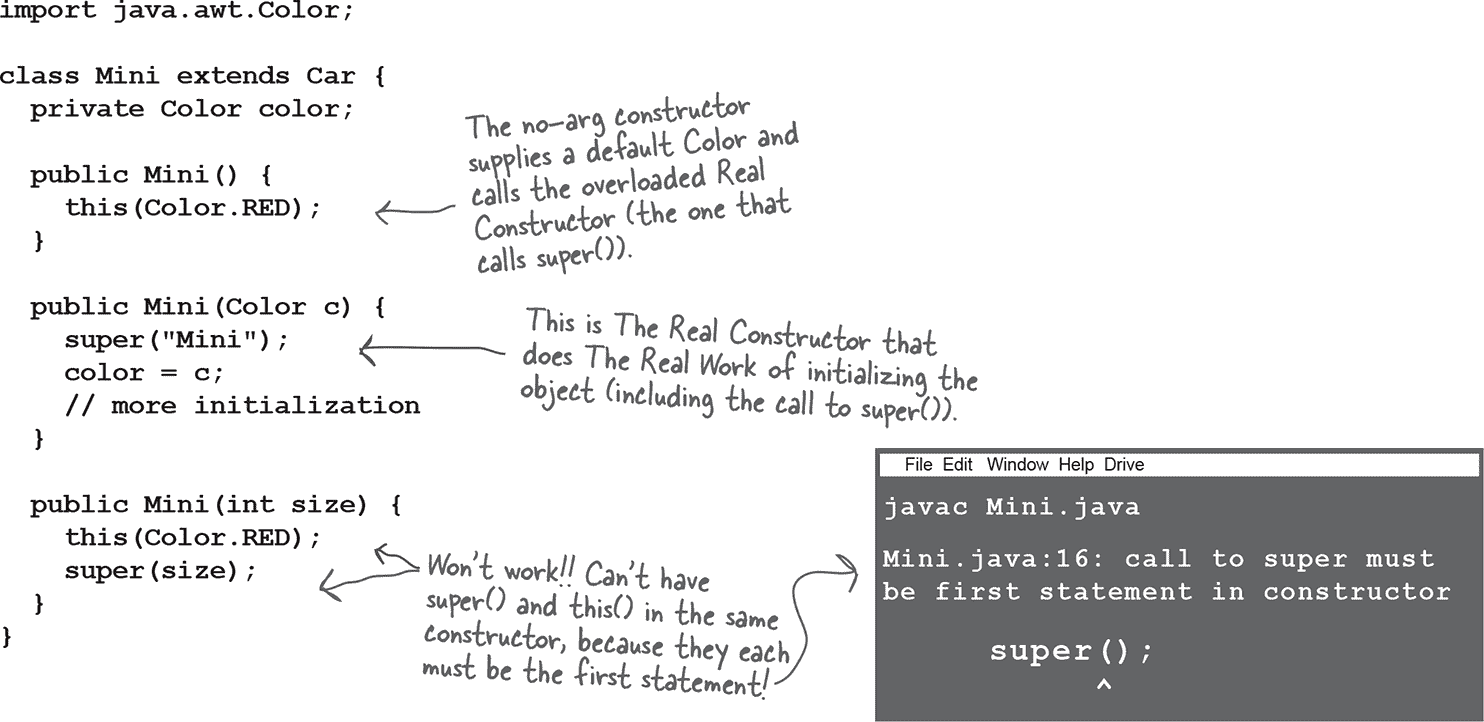 import java.awt.Color;
class Mini extends Car {
private Color color;
public Mini() {
this(Color.RED);
}
The no-arg constructor
supplies a default Color and
calls the overloaded Real
Constructor (the one that
calls super()).
public Mini(Color c) {
super("Mini");
color = c;
// more initialization
}
This is The Real Constructor that
does The Real Work of initializing the
object (including the call to super()).
public Mini(int size) {
this(Color.RED);
super(size);
}
}
Won't work!! Can't have
super() and this() in the same
constructor, because they each
must be the first statement!
File Edit Window Help Drive
javac Mini.java
Mini.java:16: call to super must
be first statement in constructor
super();
^